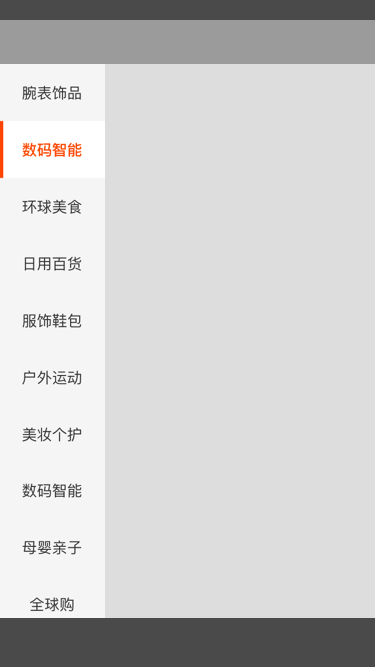 腕表饰品
数码智能
环球美食
日用百货
服饰鞋包
户外运动
美妆个护
数码智能
母婴亲子
全球购